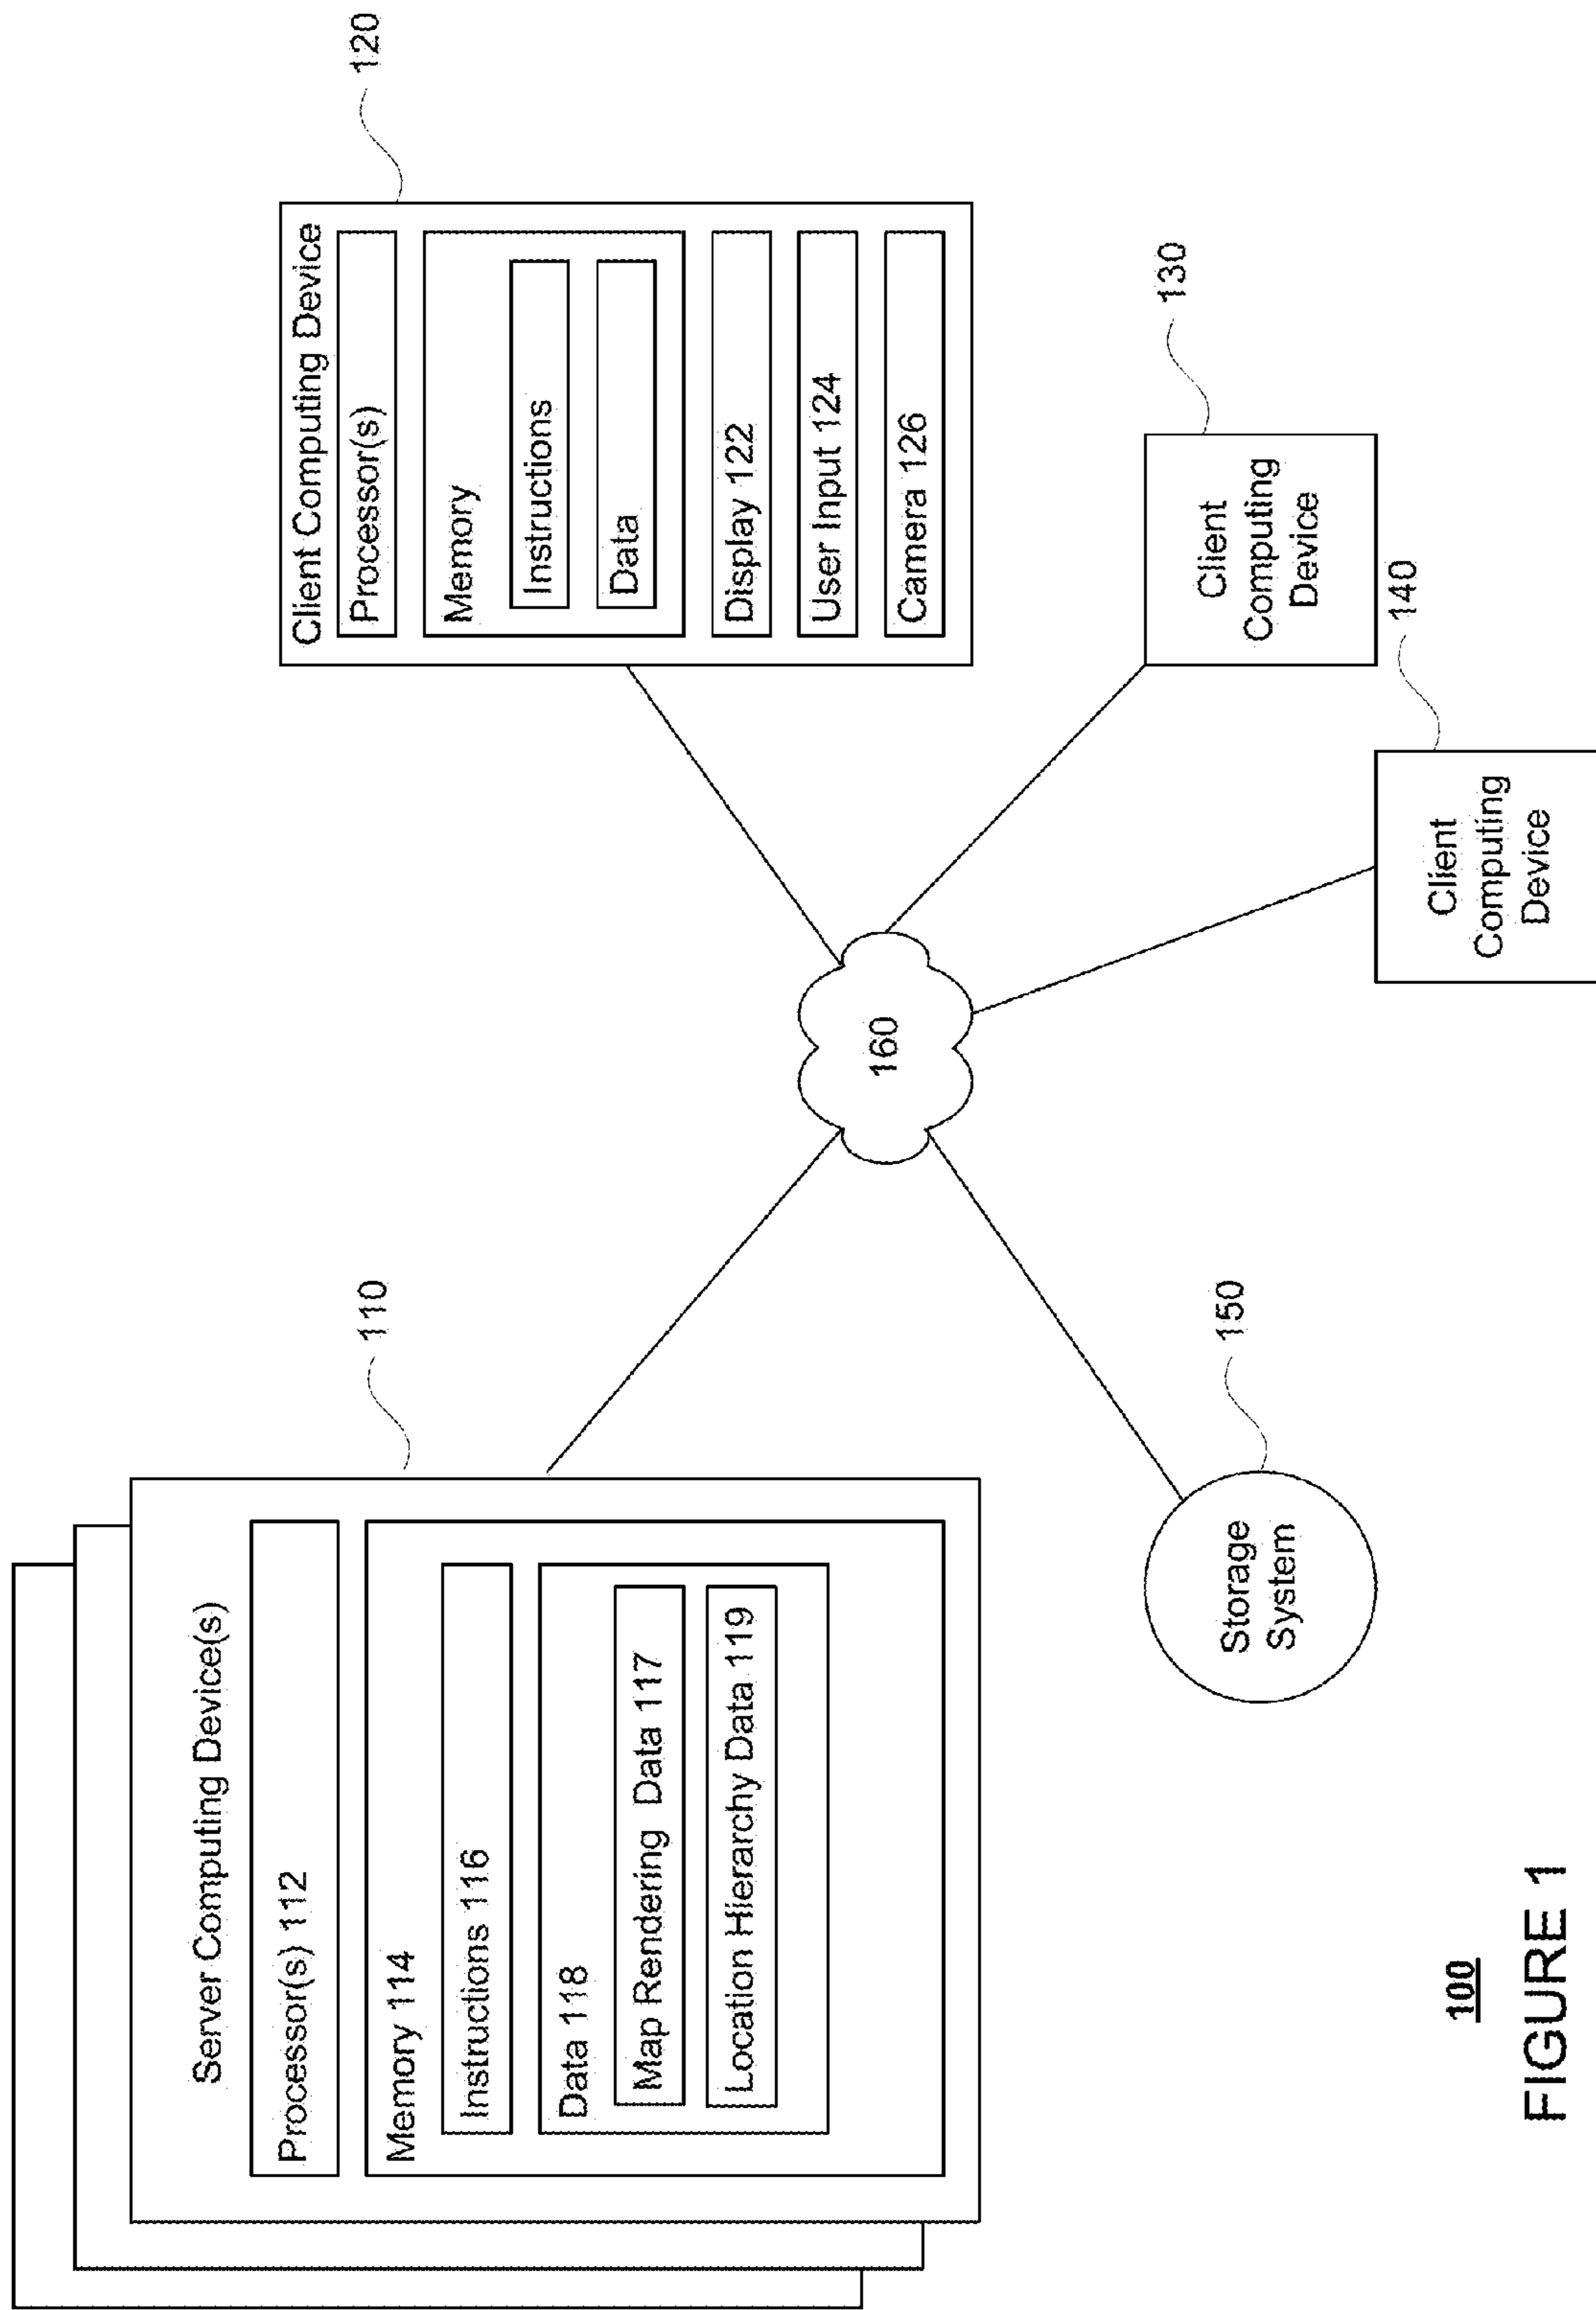 Server Computing Device(s)
110
Processor(s) 112
Memory 114
Instructions 116
Data 118
Map Rendering Data 117
Location Hierarchy Data 119
Client Computing Device
120
Processor(s)
Memory
Instructions
Data
Display 122
User Input 124
Camera 126
160
Storage
System
150
Client
Computing
Device
130
Client
Computing
Device
140
100
FIGURE 1